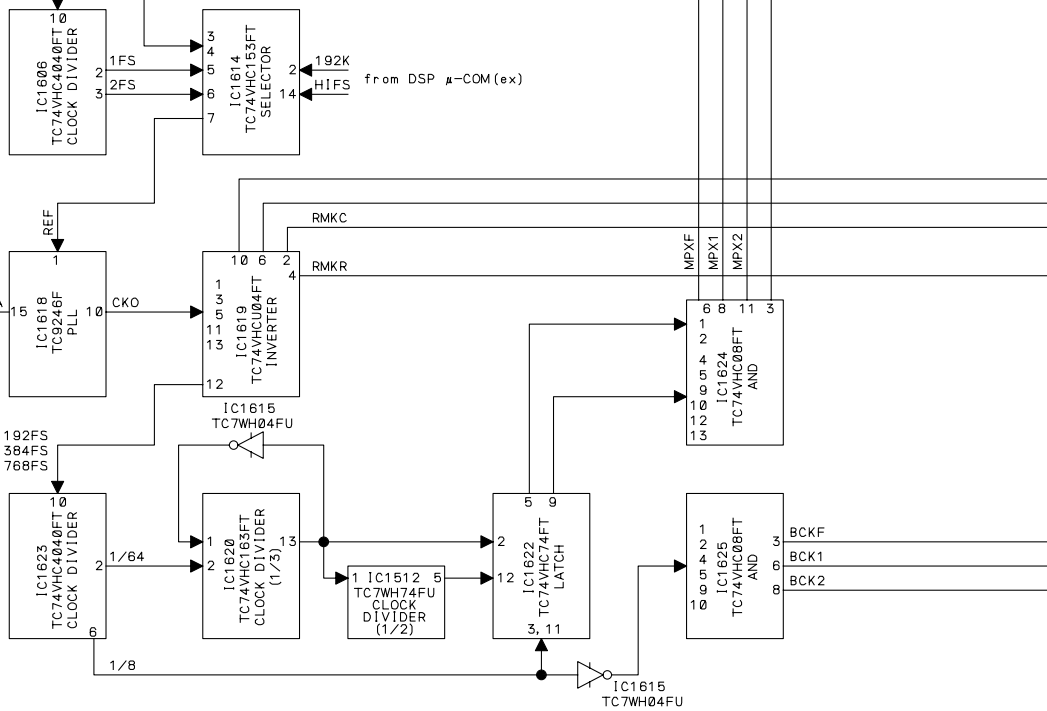 10
IC1606
TC74VHC4040FT
CLOCK DIVIDER
2
3
1FS
2FS
3
4
5
6
7
IC1614
TC74VHC153FT
SELECTOR
2
14
192K
HIFS
from DSP μ-COM(ex)
REF
1
15
IC1618
TC9246F
PLL
10
CKO
10 6 2
4
1
3
5
11
13
12
IC1619
TC74VHCU04FT
INVERTER
RMKC
RMKR
MPXF
MPX1
MPX2
6 8 11 3
1
2
4
5
9
10
12
13
IC1624
TC74VHC08FT
AND
192FS
384FS
768FS
IC1615
TC7WH04FU
10
IC1623
TC74VHC4040FT
CLOCK DIVIDER
2
6
1/64
1/8
1
2
IC1620
TC74VHC163FT
CLOCK DIVIDER
(1/3)
13
1 IC1512 5
TC7WH74FU
CLOCK
DIVIDER
(1/2)
5 9
2
12
IC1622
TC74VHC74FT
LATCH
3,11
IC1615
TC7WH04FU
1
2
4
5
9
10
IC1625
TC74VHC08FT
AND
3
6
8
BCKF
BCK1
BCK2